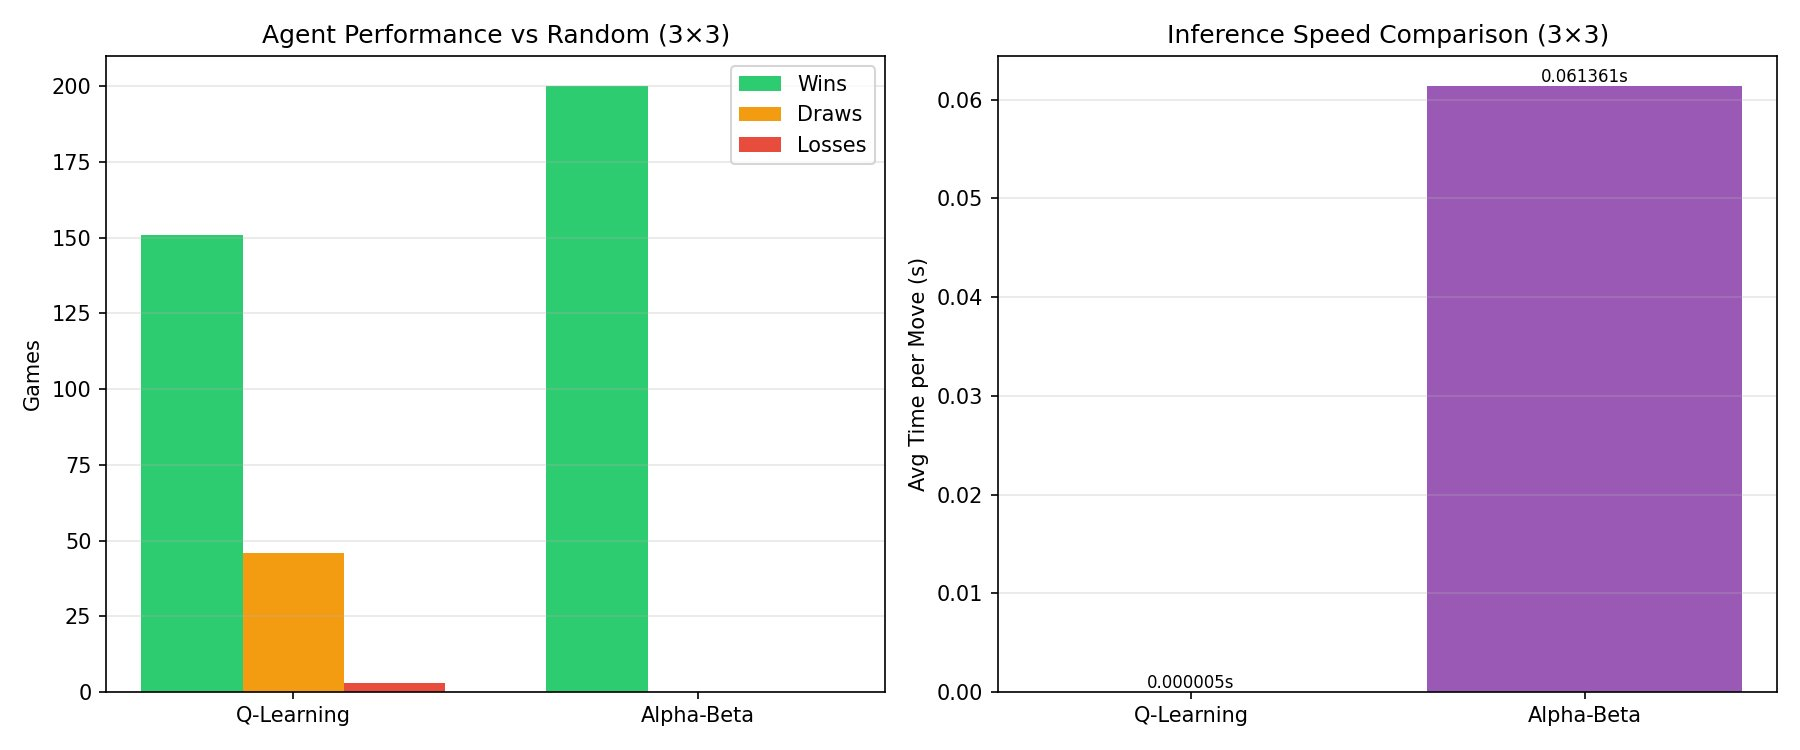 Agent Performance vs Random (3×3)
Games
200
175
150
125
100
75
50
25
0
Wins
Draws
Losses
Q-Learning
Alpha-Beta
Inference Speed Comparison (3×3)
Avg Time per Move (s)
0.06
0.05
0.04
0.03
0.02
0.01
0.00
0.061361s
0.000005s
Q-Learning
Alpha-Beta